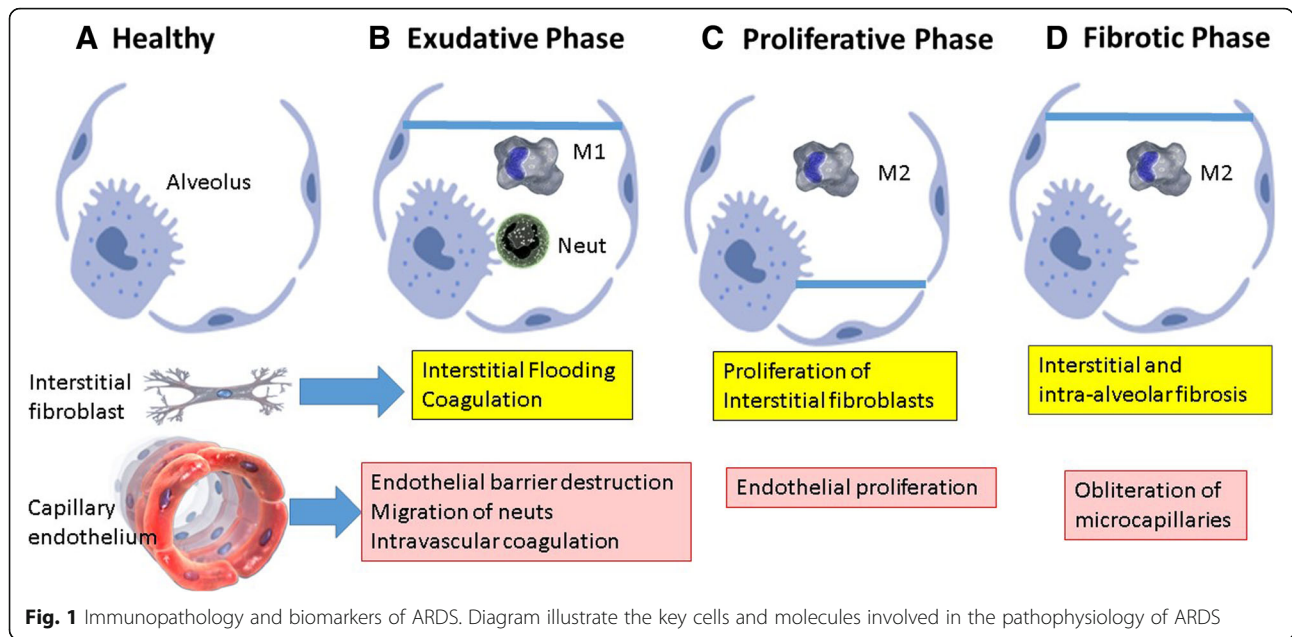 A Healthy
B Exudative Phase
C Proliferative Phase
D Fibrotic Phase
Alveolus
M1
Neut
M2
M2
Interstitial
fibroblast
Interstitial Flooding
Coagulation
Proliferation of
Interstitial fibroblasts
Interstitial and
intra-alveolar fibrosis
Capillary
endothelium
Endothelial barrier destruction
Migration of neuts
Intravascular coagulation
Endothelial proliferation
Obliteration of
microcapillaries
Fig. 1 Immunopathology and biomarkers of ARDS. Diagram illustrate the key cells and molecules involved in the pathophysiology of ARDS